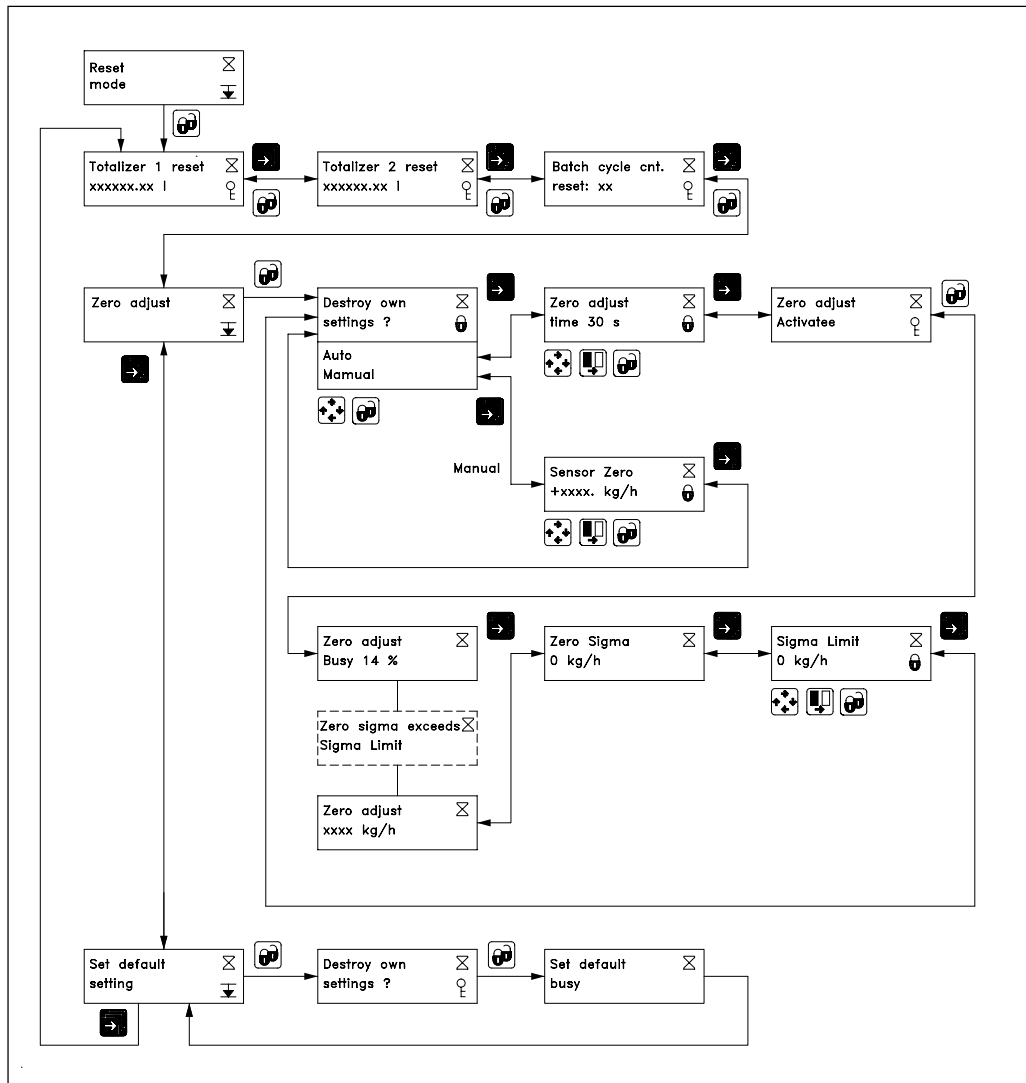 Reset
mode
Totalizer 1 reset
xxxxxx.xx l
Totalizer 2 reset
xxxxxx.xx l
Batch cycle cnt.
reset: xx
Zero adjust
Destroy own
settings ?
Auto
Mamual
Zero adjust
time 30 s
Zero adjust
Activatee
Manual
Sensor Zero
+xxxx. kg/h
Zero adjust
Busy 14 %
Zero Sigma
0 kg/h
Sigma Limit
0 kg/h
Zero sigma exceeds
Sigma Limit
Zero adjust
xxxx kg/h
Set default
setting
Destroy own
settings ?
Set default
busy